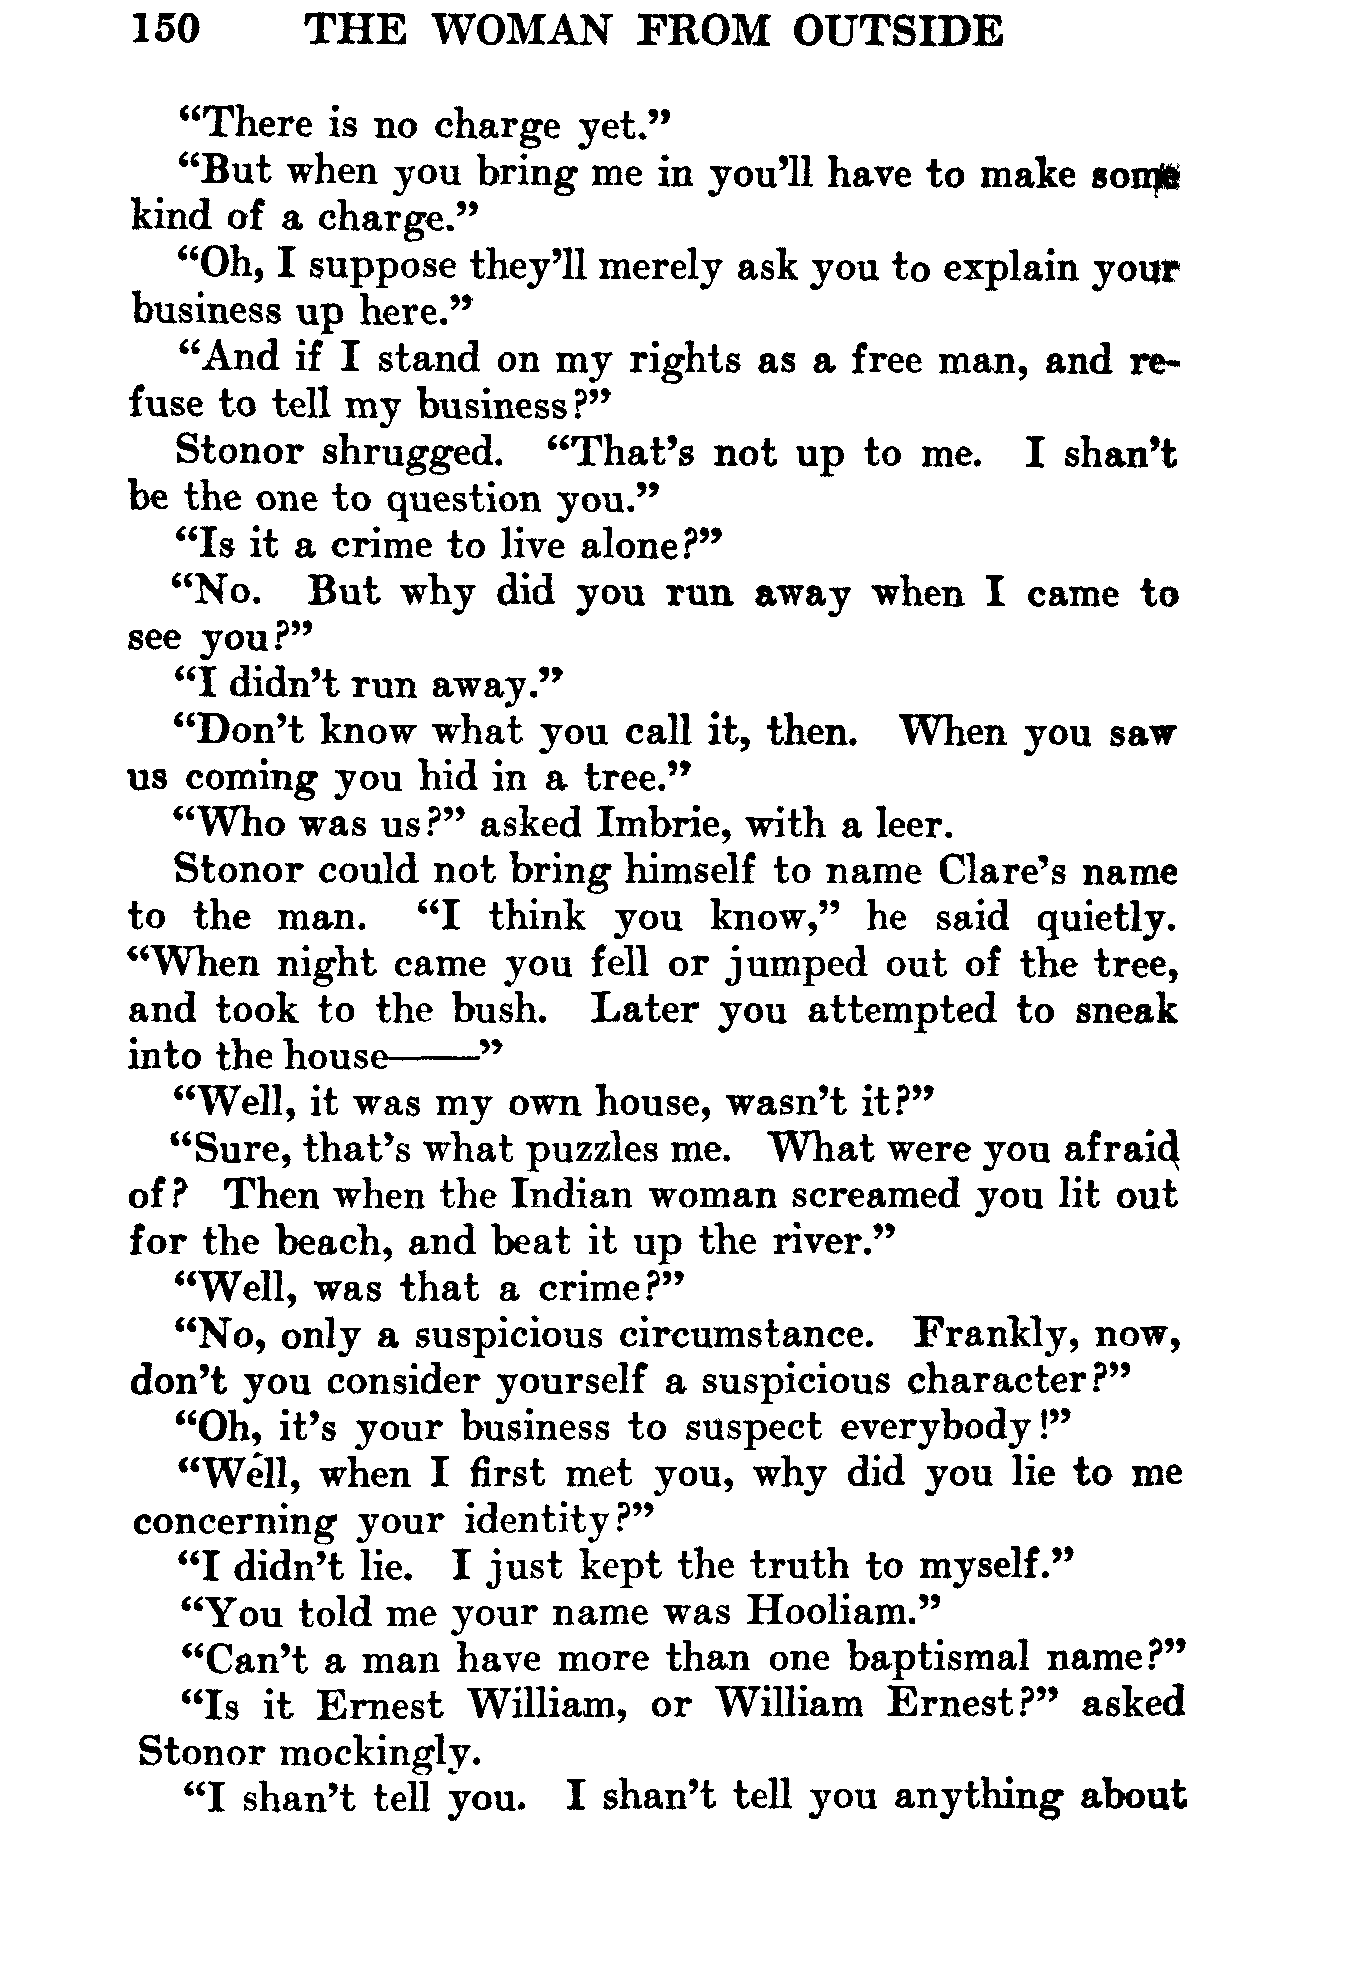 150 THE WOMAN FROM OUTSIDE
“There is no charge yet.”
“But when you bring me in you’ll have to make some
kind of a charge.”
“Oh, I suppose they’ll merely ask you to explain your
business up here.”
“And if I stand on my rights as a free man, and re-
fuse to tell my business?”
Stonor shrugged. “That’s not up to me. I shan’t
be the one to question you.”
“Is it a crime to live alone?”
“No. But why did you run away when I came to
see you?”
“I didn’t run away.”
“Don’t know what you call it, then. When you saw
us coming you hid in a tree.”
“Who was us?” asked Imbrie, with a leer.
Stonor could not bring himself to name Clare’s name
to the man. “I think you know,” he said quietly.
“When night came you fell or jumped out of the tree,
and took to the bush. Later you attempted to sneak
into the house——”
“Well, it was my own house, wasn’t it?”
“Sure, that’s what puzzles me. What were you afraid
of? Then when the Indian woman screamed you lit out
for the beach, and beat it up the river.”
“Well, was that a crime?”
“No, only a suspicious circumstance. Frankly, now,
don’t you consider yourself a suspicious character?”
“Oh, it’s your business to suspect everybody!”
“Well, when I first met you, why did you lie to me
concerning your identity?”
“I didn’t lie. I just kept the truth to myself.”
“You told me your name was Hooliam.”
“Can’t a man have more than one baptismal name?”
“Is it Ernest William, or William Ernest?” asked
Stonor mockingly.
“I shan’t tell you. I shan’t tell you anything about